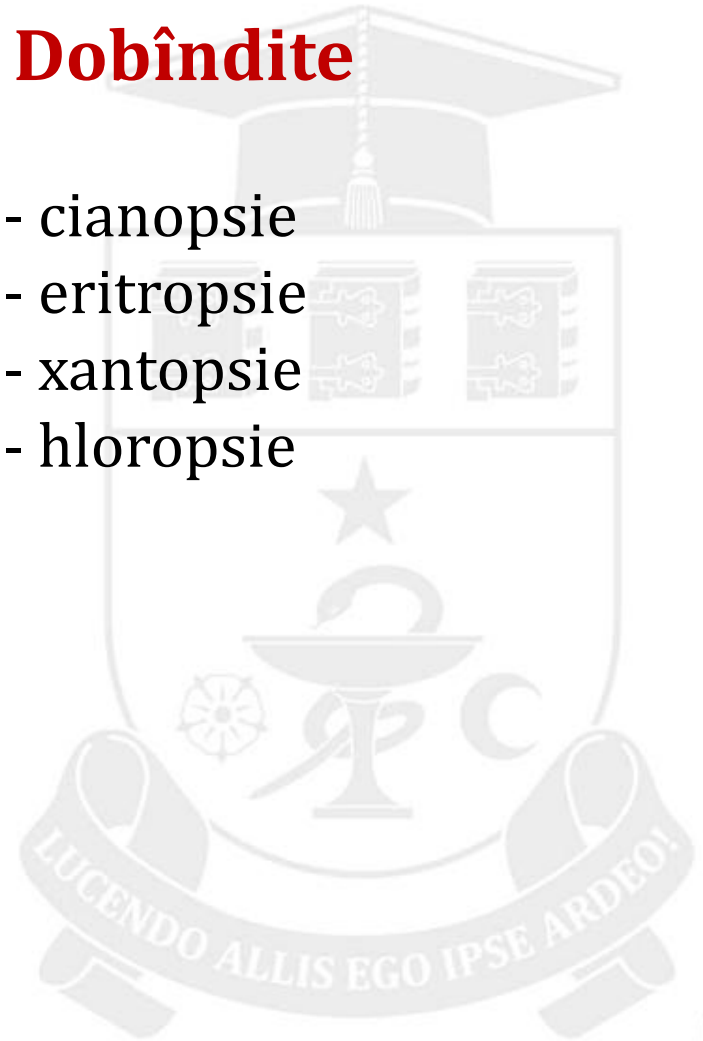 Dobîndite
- cianopsie
- eritropsie
- xantopsie
- hloropsie
LUCENDO ALLIS EGO IPSE ARDEO!